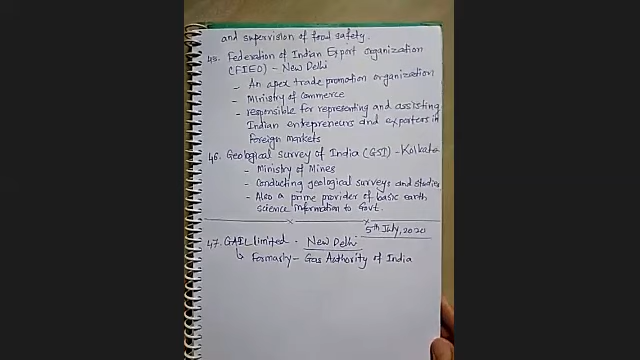 and supervision of food safety.
45. Federation of Indian Export Organization
(FIEO) - New Delhi
- An apex trade promotion organization
- Ministry of Commerce
- responsible for representing and assisting
Indian entrepreneurs and exporters in
foreign markets
46. Geological Survey of India (GSI) - Kolkata
- Ministry of Mines
- Conducting geological surveys and studies
- Also a prime provider of basic earth
science information to Govt.
5th July, 2020
47. GAIL limited - New Delhi
↳ Formarly - Gas Authority of India